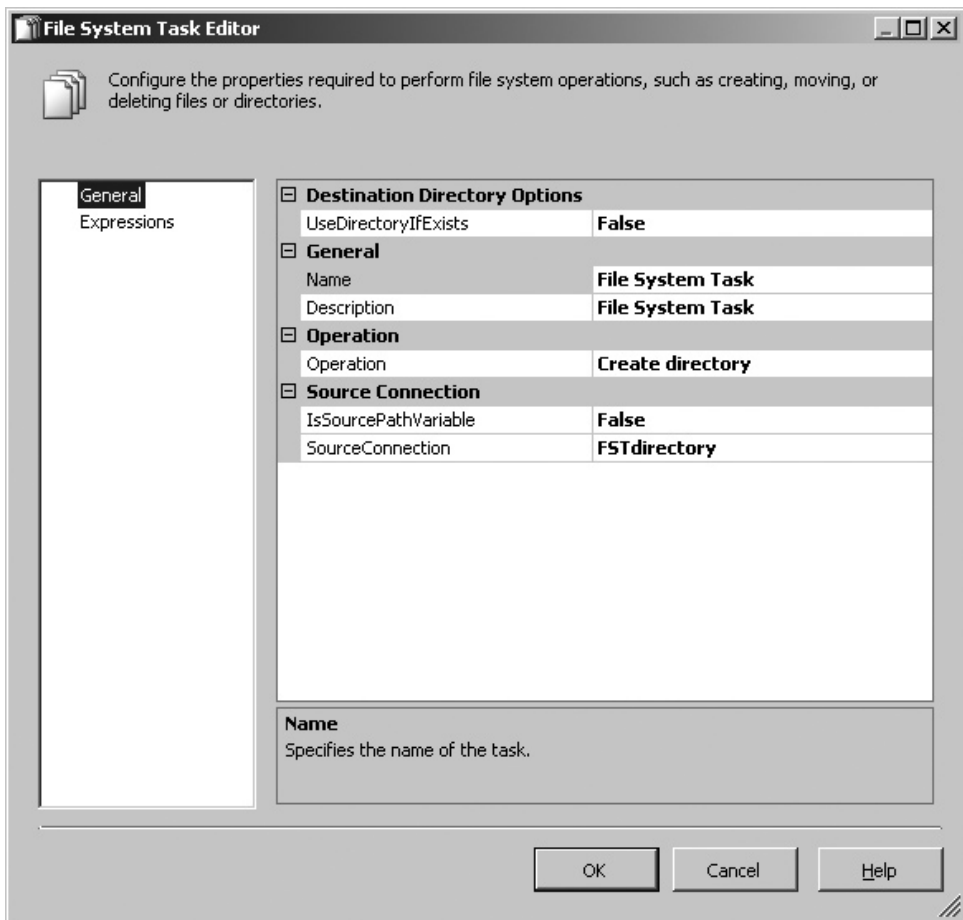 File System Task Editor
Configure the properties required to perform file system operations, such as creating, moving, or
deleting files or directories.
General
Expressions
Destination Directory Options
UseDirectoryIfExists False
General
Name File System Task
Description File System Task
Operation
Operation Create directory
Source Connection
IsSourcePathVariable False
SourceConnection FSTdirectory
Name
Specifies the name of the task.
OK Cancel Help